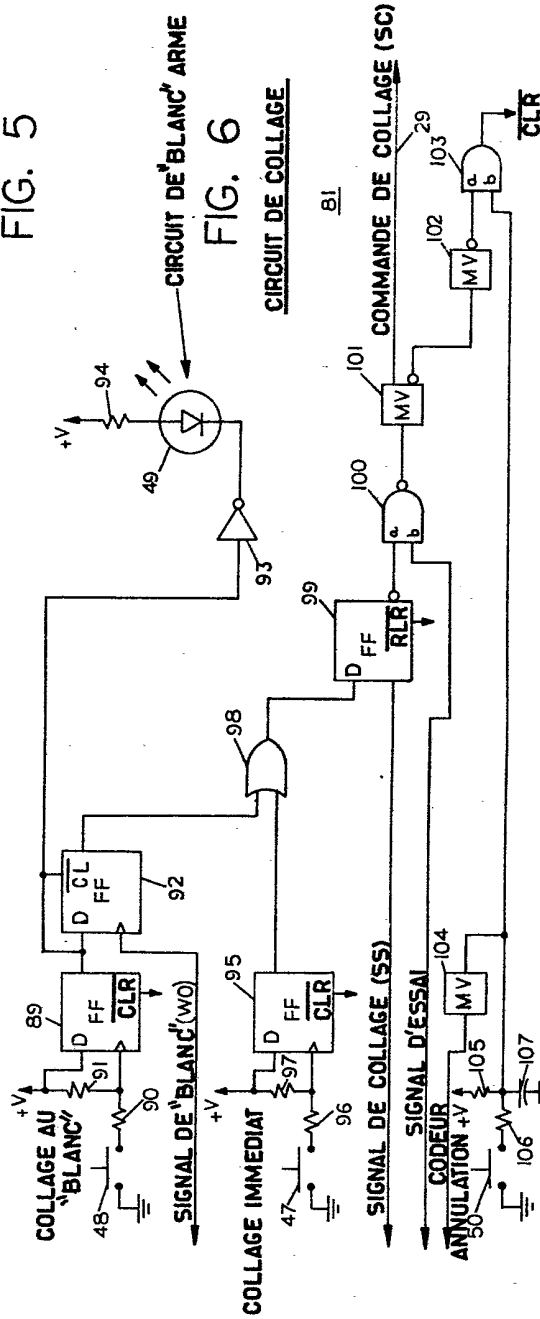 FIG. 5
+V
COLLAGE AU
"BLANC"
91
90
48
89
D
FF
CLR
D
CL
FF
92
SIGNAL DE "BLANC" (WO)
+V
94
49
93
CIRCUIT DE "BLANC" ARME
FIG. 6
CIRCUIT DE COLLAGE
81
COLLAGE IMMEDIAT
+V
97
96
47
95
D
FF
CLR
98
99
D
FF
RLR
100
a
b
101
MV
COMMANDE DE COLLAGE (SC)
29
102
MV
103
a
b
CLR
SIGNAL DE COLLAGE (SS)
SIGNAL D'ESSAI
CODEUR
ANNULATION +V
104
MV
105
106
107
50